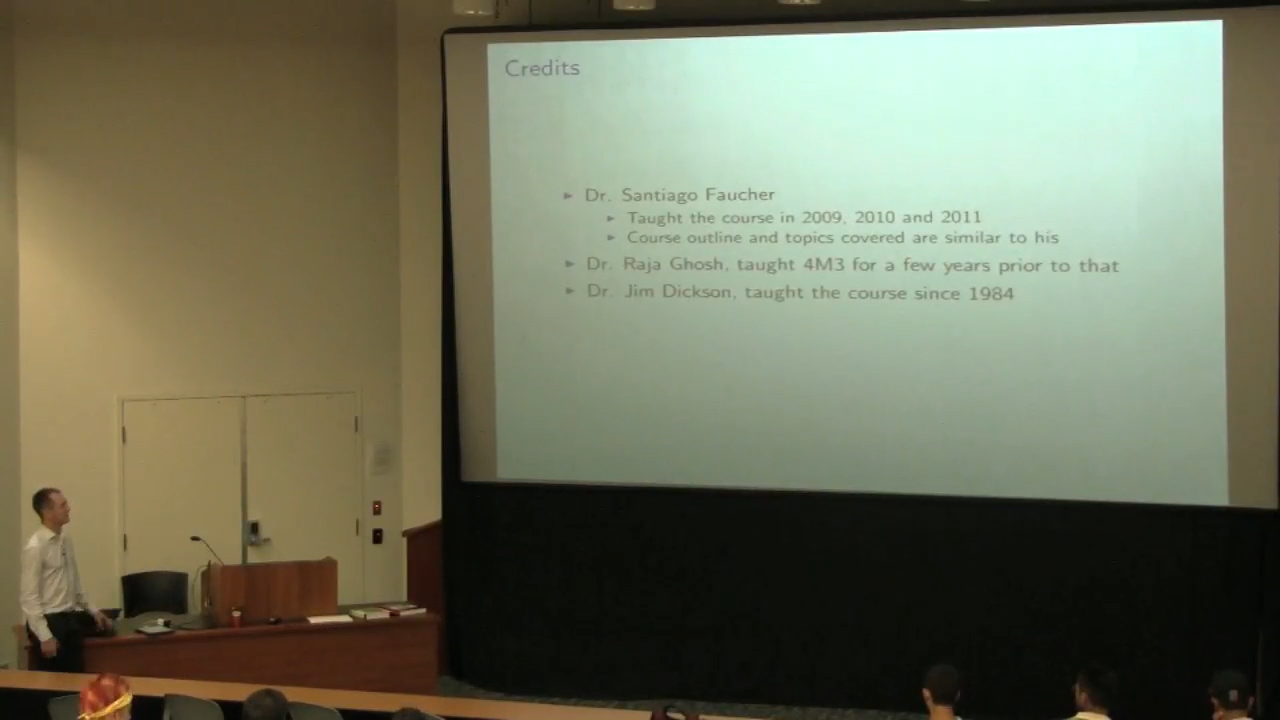 Credits
Dr. Santiago Faucher
Taught the course in 2009, 2010 and 2011
Course outline and topics covered are similar to his
Dr. Raja Ghosh, taught 4M3 for a few years prior to that
Dr. Jim Dickson, taught the course since 1984